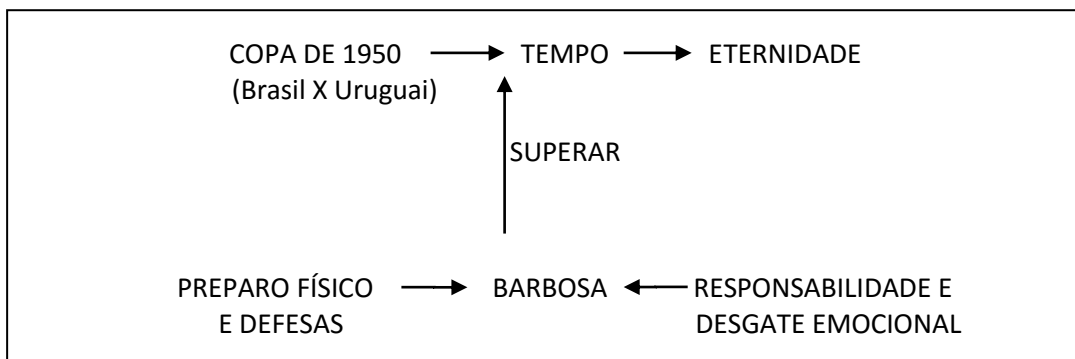 COPA DE 1950 TEMPO ETERNIDADE
(Brasil X Uruguai)
SUPERAR
PREPARO FÍSICO BARBOSA RESPONSABILIDADE E
E DEFESAS DESGATE EMOCIONAL